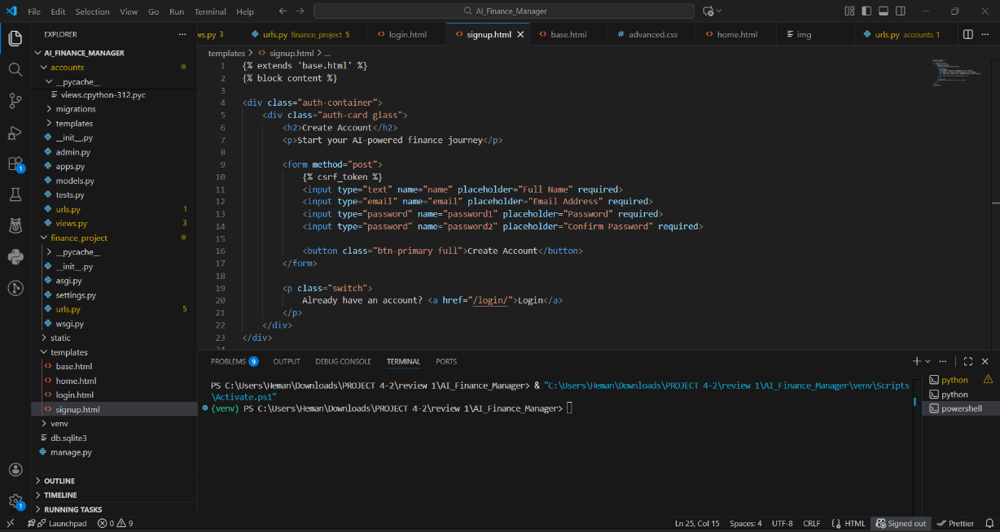 File Edit Selection View Go Run Terminal Help
AI_Finance_Manager
EXPLORER
ws.py 3
urls.py finance_project 5
login.html
signup.html
base.html
# advanced.css
home.html
img
urls.py accounts 1
templates > signup.html > ...
AI_FINANCE_MANAGER
accounts
__pycache__
views.cpython-312.pyc
migrations
templates
__init__.py
admin.py
apps.py
models.py
tests.py
urls.py 1
views.py 3
finance_project
__pycache__
__init__.py
asgi.py
settings.py
urls.py 5
wsgi.py
static
templates
base.html
home.html
login.html
signup.html
venv
db.sqlite3
manage.py
OUTLINE
TIMELINE
RUNNING TASKS
1 {% extends 'base.html' %}
2 {% block content %}
3
4 <div class="auth-container">
5 <div class="auth-card glass">
6 <h2>Create Account</h2>
7 <p>Start your AI-powered finance journey</p>
8
9 <form method="post">
10 {% csrf_token %}
11 <input type="text" name="name" placeholder="Full Name" required>
12 <input type="email" name="email" placeholder="Email Address" required>
13 <input type="password" name="password1" placeholder="Password" required>
14 <input type="password" name="password2" placeholder="Confirm Password" required>
15
16 <button class="btn-primary full">Create Account</button>
17 </form>
18
19 <p class="switch">
20 Already have an account? <a href="/login/">Login</a>
21 </p>
22 </div>
23 </div>
24
PROBLEMS 9 OUTPUT DEBUG CONSOLE TERMINAL PORTS
PS C:\Users\Heman\Downloads\PROJECT 4-2\review 1\AI_Finance_Manager> & "C:\Users\Heman\Downloads\PROJECT 4-2\review 1\AI_Finance_Manager\venv\Scripts
\Activate.ps1"
(venv) PS C:\Users\Heman\Downloads\PROJECT 4-2\review 1\AI_Finance_Manager>
python
python
powershell
1
1
Launchpad 0 9
Ln 25, Col 15 Spaces: 4 UTF-8 CRLF HTML Signed out Prettier